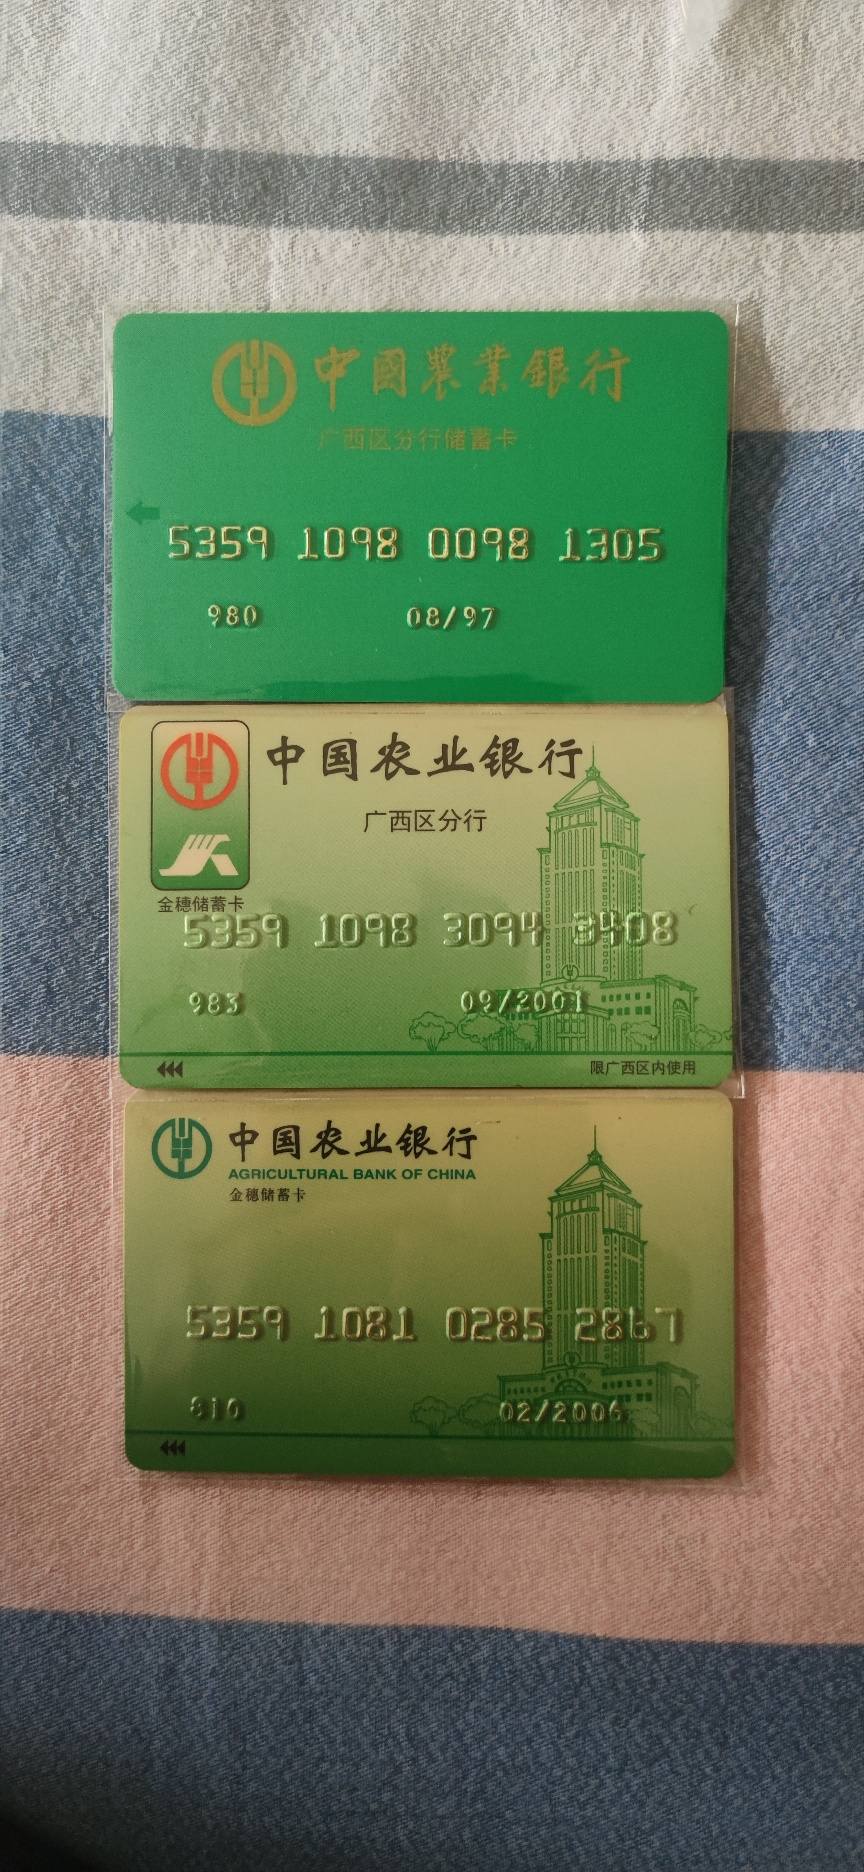 中國農業銀行
广西区分行储蓄卡
5359 1098 0098 1305
980 08/97
中国农业银行
广西区分行
金穗储蓄卡
5359 1098 3094 3408
983 09/2001
限广西区内使用
中国农业银行
AGRICULTURAL BANK OF CHINA
金穗储蓄卡
5359 1081 0285 2867
810 02/2006